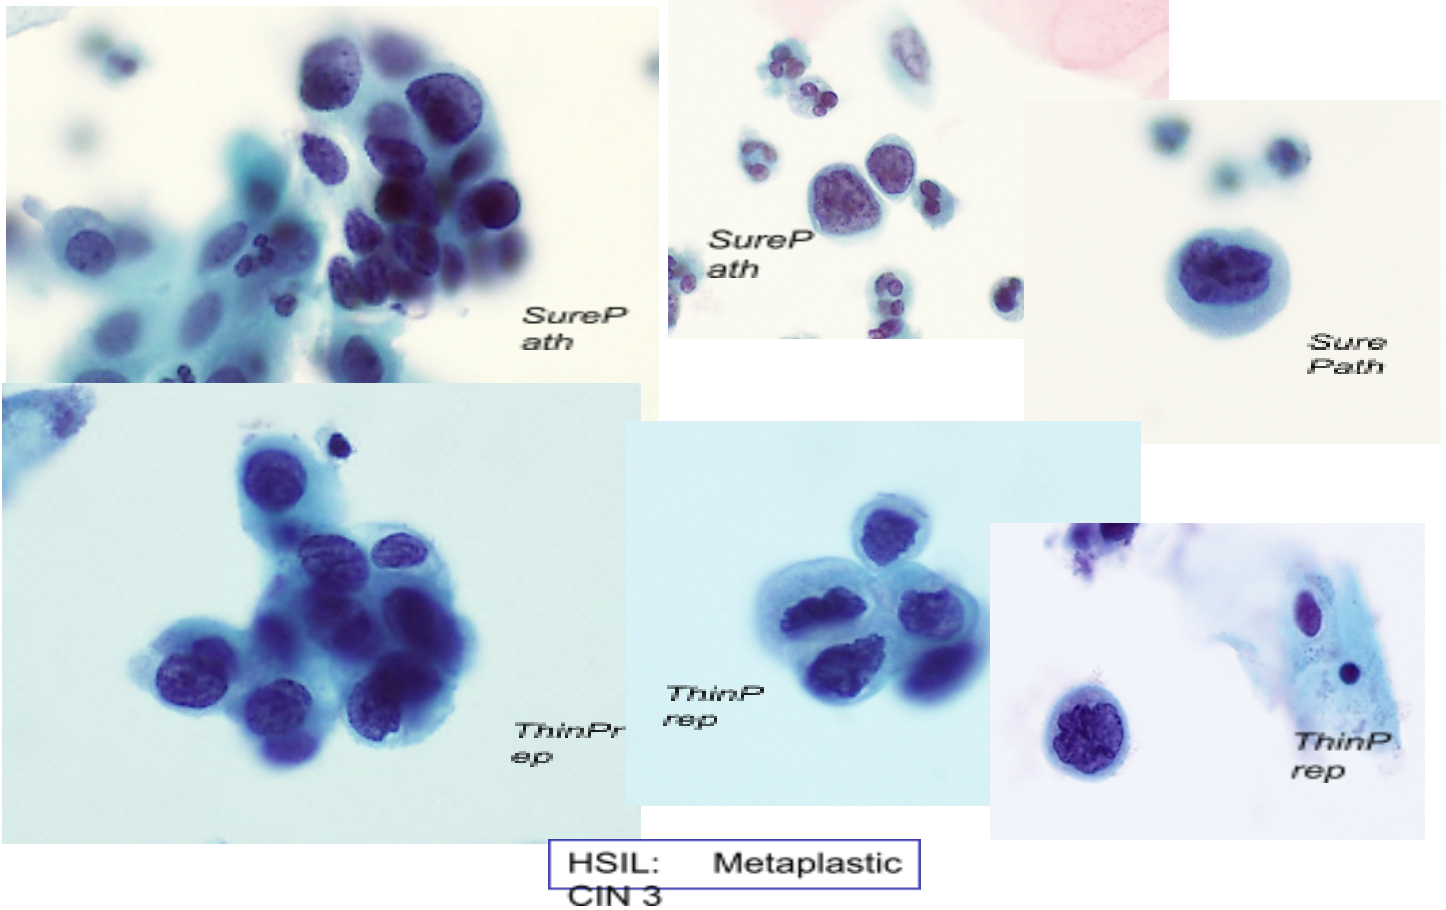 SureP
ath
SureP
ath
Sure
Path
ThinPr
ep
ThinP
rep
ThinP
rep
HSIL: Metaplastic
CIN 3